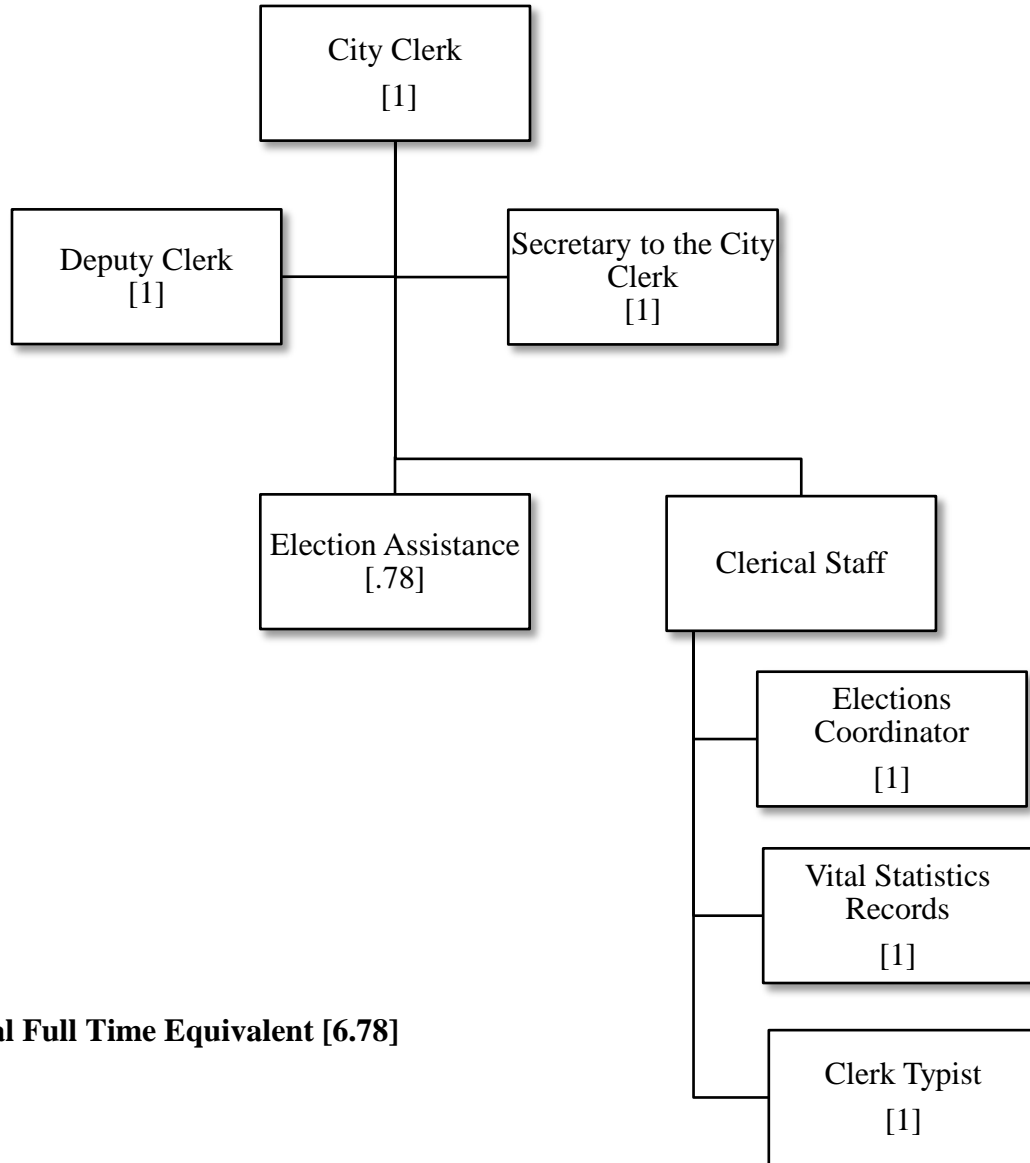 City Clerk
[1]
Deputy Clerk
[1]
Secretary to the City
Clerk
[1]
Election Assistance
[.78]
Clerical Staff
Elections
Coordinator
[1]
Vital Statistics
Records
[1]
Clerk Typist
[1]
Full Time Equivalent [6.78]